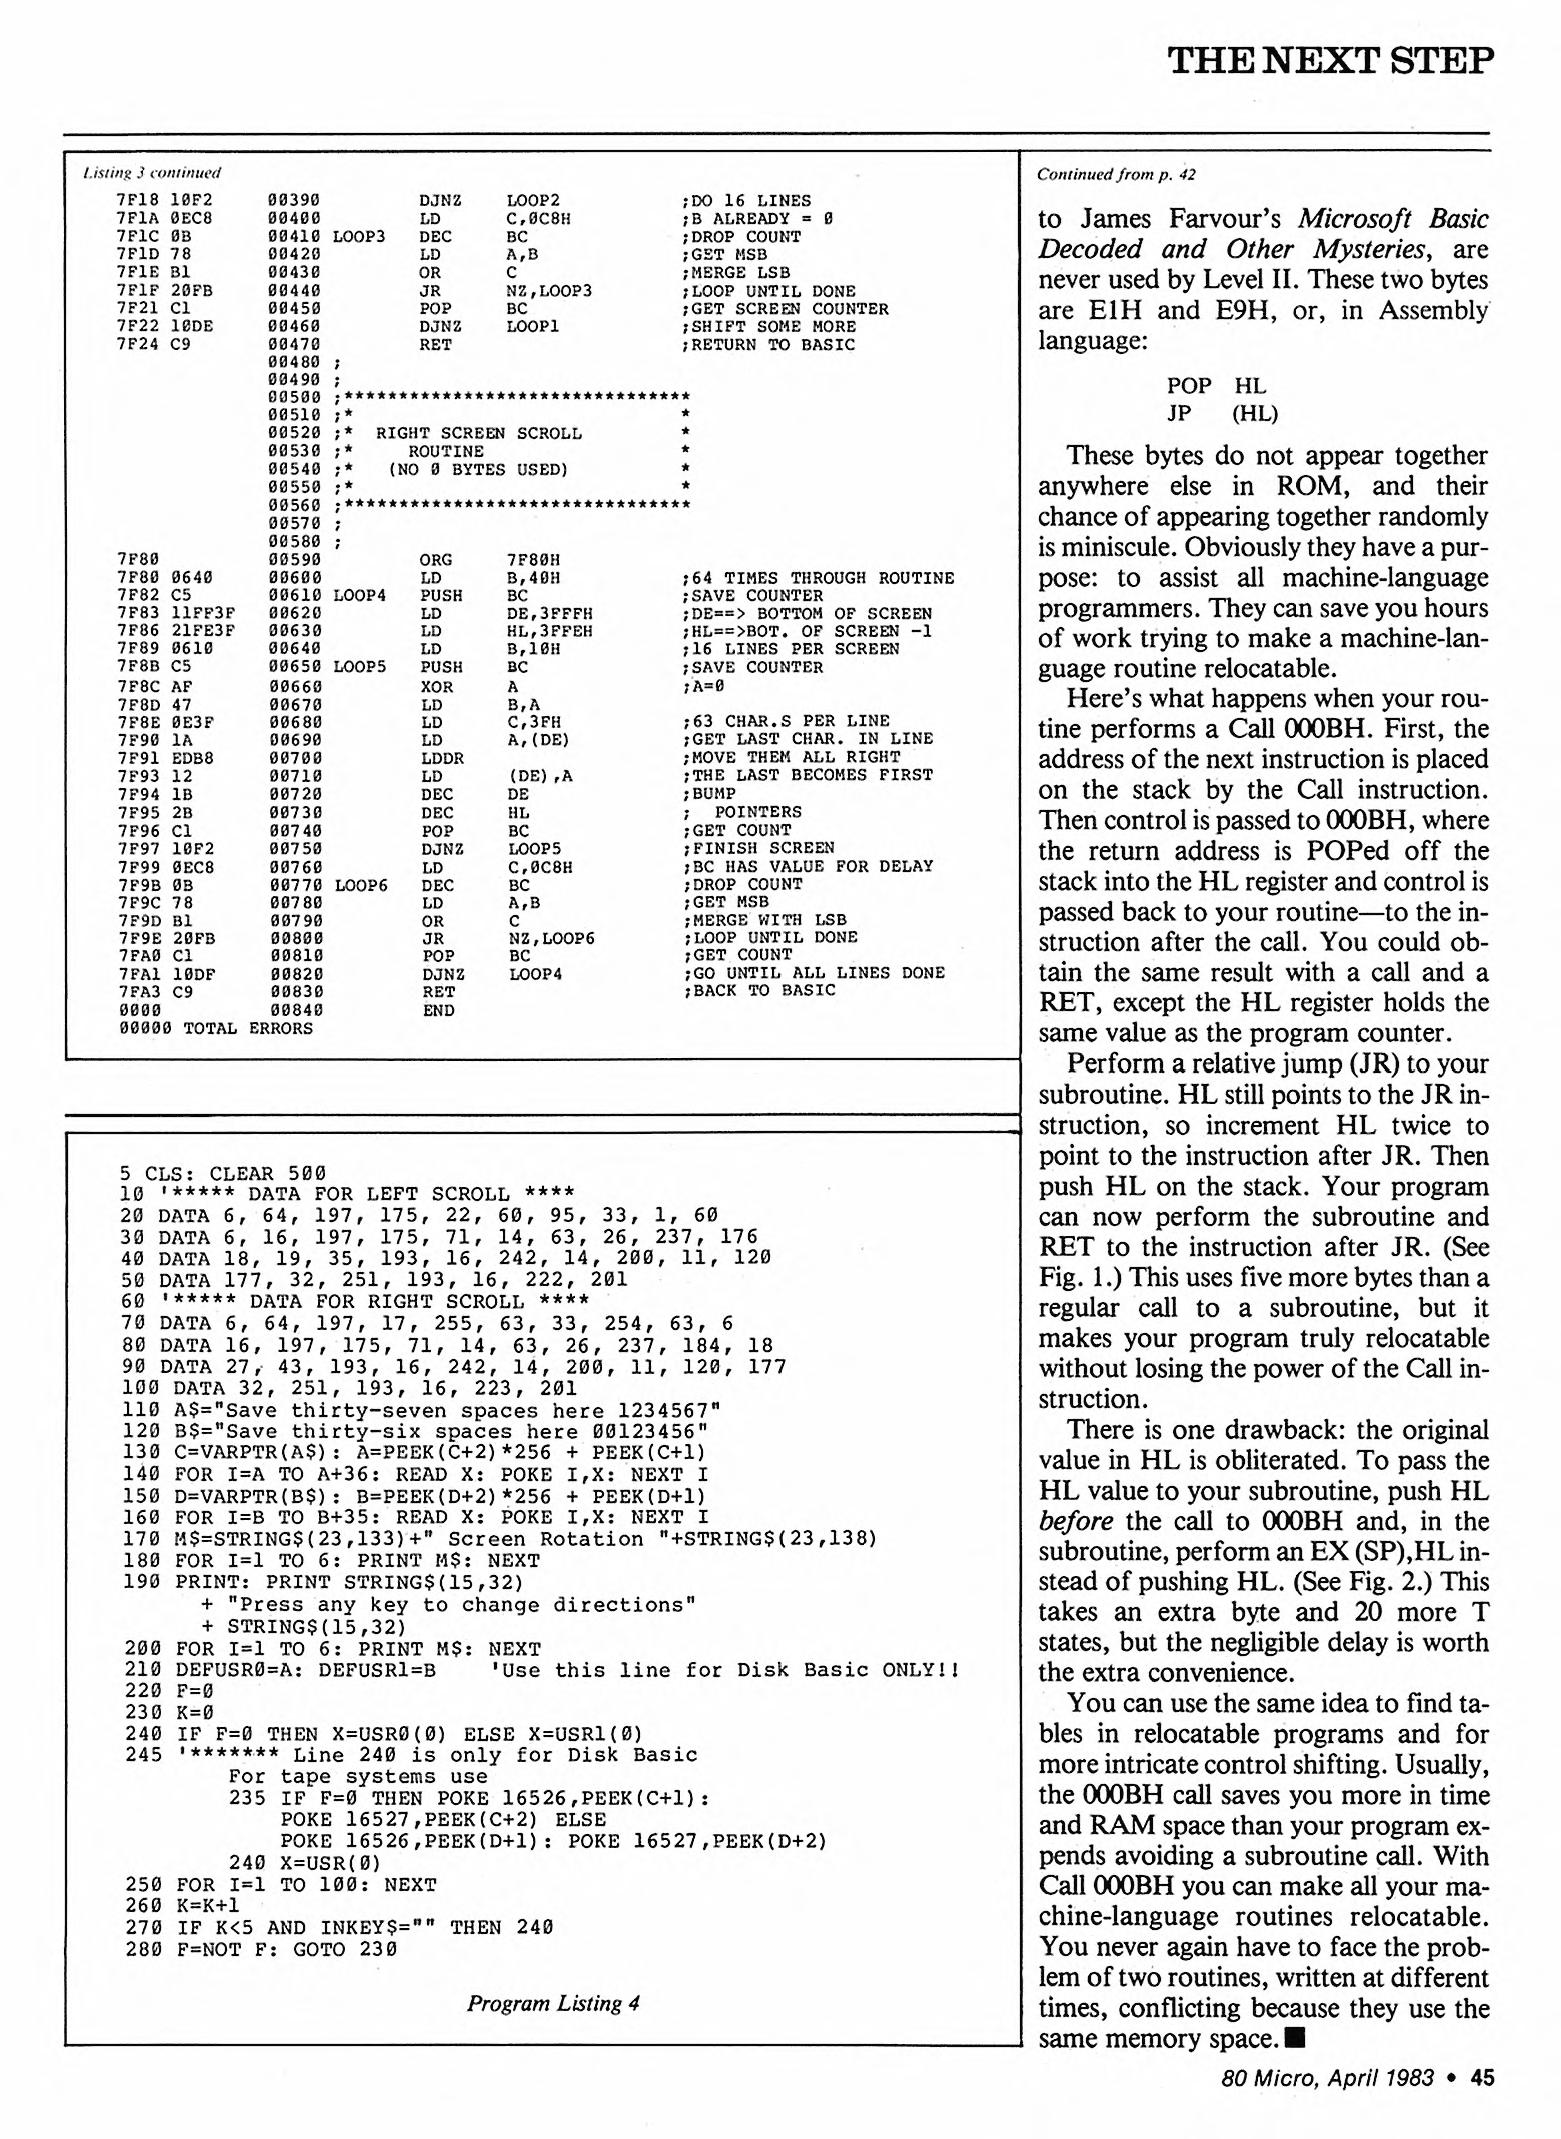 THE NEXT STEP
Listing 3 continued
7F18 10F2 00390 DJNZ LOOP2 ;DO 16 LINES
7F1A 0EC8 00400 LD C,0C8H ;B ALREADY = 0
7F1C 0B 00410 LOOP3 DEC BC ;DROP COUNT
7F1D 78 00420 LD A,B ;GET MSB
7F1E B1 00430 OR C ;MERGE LSB
7F1F 20FB 00440 JR NZ,LOOP3 ;LOOP UNTIL DONE
7F21 C1 00450 POP BC ;GET SCREEN COUNTER
7F22 10DE 00460 DJNZ LOOP1 ;SHIFT SOME MORE
7F24 C9 00470 RET ;RETURN TO BASIC
00480 ;
00490 ;
00500 ;********************************
00510 ;* *
00520 ;* RIGHT SCREEN SCROLL *
00530 ;* ROUTINE *
00540 ;* (NO 0 BYTES USED) *
00550 ;* *
00560 ;********************************
00570 ;
00580 ;
7F80 00590 ORG 7F80H
7F80 0640 00600 LD B,40H ;64 TIMES THROUGH ROUTINE
7F82 C5 00610 LOOP4 PUSH BC ;SAVE COUNTER
7F83 11FF3F 00620 LD DE,3FFFH ;DE==> BOTTOM OF SCREEN
7F86 21FE3F 00630 LD HL,3FFEH ;HL==>BOT. OF SCREEN -1
7F89 0610 00640 LD B,10H ;16 LINES PER SCREEN
7F8B C5 00650 LOOP5 PUSH BC ;SAVE COUNTER
7F8C AF 00660 XOR A ;A=0
7F8D 47 00670 LD B,A
7F8E 0E3F 00680 LD C,3FH ;63 CHAR.S PER LINE
7F90 1A 00690 LD A,(DE) ;GET LAST CHAR. IN LINE
7F91 EDB8 00700 LDDR ;MOVE THEM ALL RIGHT
7F93 12 00710 LD (DE),A ;THE LAST BECOMES FIRST
7F94 1B 00720 DEC DE ;BUMP
7F95 2B 00730 DEC HL ; POINTERS
7F96 C1 00740 POP BC ;GET COUNT
7F97 10F2 00750 DJNZ LOOP5 ;FINISH SCREEN
7F99 0EC8 00760 LD C,0C8H ;BC HAS VALUE FOR DELAY
7F9B 0B 00770 LOOP6 DEC BC ;DROP COUNT
7F9C 78 00780 LD A,B ;GET MSB
7F9D B1 00790 OR C ;MERGE WITH LSB
7F9E 20FB 00800 JR NZ,LOOP6 ;LOOP UNTIL DONE
7FA0 C1 00810 POP BC ;GET COUNT
7FA1 10DF 00820 DJNZ LOOP4 ;GO UNTIL ALL LINES DONE
7FA3 C9 00830 RET ;BACK TO BASIC
0000 00840 END
00000 TOTAL ERRORS
5 CLS: CLEAR 500
10 '***** DATA FOR LEFT SCROLL ****
20 DATA 6, 64, 197, 175, 22, 60, 95, 33, 1, 60
30 DATA 6, 16, 197, 175, 71, 14, 63, 26, 237, 176
40 DATA 18, 19, 35, 193, 16, 242, 14, 200, 11, 120
50 DATA 177, 32, 251, 193, 16, 222, 201
60 '***** DATA FOR RIGHT SCROLL ****
70 DATA 6, 64, 197, 17, 255, 63, 33, 254, 63, 6
80 DATA 16, 197, 175, 71, 14, 63, 26, 237, 184, 18
90 DATA 27, 43, 193, 16, 242, 14, 200, 11, 120, 177
100 DATA 32, 251, 193, 16, 223, 201
110 A$="Save thirty-seven spaces here 1234567"
120 B$="Save thirty-six spaces here 00123456"
130 C=VARPTR(A$): A=PEEK(C+2)*256 + PEEK(C+1)
140 FOR I=A TO A+36: READ X: POKE I,X: NEXT I
150 D=VARPTR(B$): B=PEEK(D+2)*256 + PEEK(D+1)
160 FOR I=B TO B+35: READ X: POKE I,X: NEXT I
170 M$=STRING$(23,133)+" Screen Rotation "+STRING$(23,138)
180 FOR I=1 TO 6: PRINT M$: NEXT
190 PRINT: PRINT STRING$(15,32)
+ "Press any key to change directions"
+ STRING$(15,32)
200 FOR I=1 TO 6: PRINT M$: NEXT
210 DEFUSR0=A: DEFUSR1=B 'Use this line for Disk Basic ONLY!!
220 F=0
230 K=0
240 IF F=0 THEN X=USR0(0) ELSE X=USR1(0)
245 '******* Line 240 is only for Disk Basic
For tape systems use
235 IF F=0 THEN POKE 16526,PEEK(C+1):
POKE 16527,PEEK(C+2) ELSE
POKE 16526,PEEK(D+1): POKE 16527,PEEK(D+2)
240 X=USR(0)
250 FOR I=1 TO 100: NEXT
260 K=K+1
270 IF K<5 AND INKEY$="" THEN 240
280 F=NOT F: GOTO 230
Program Listing 4
Continued from p. 42
to James Farvour's Microsoft Basic
Decoded and Other Mysteries, are
never used by Level II. These two bytes
are E1H and E9H, or, in Assembly
language:
POP HL
JP (HL)
These bytes do not appear together
anywhere else in ROM, and their
chance of appearing together randomly
is miniscule. Obviously they have a pur-
pose: to assist all machine-language
programmers. They can save you hours
of work trying to make a machine-lan-
guage routine relocatable.
Here's what happens when your rou-
tine performs a Call 000BH. First, the
address of the next instruction is placed
on the stack by the Call instruction.
Then control is passed to 000BH, where
the return address is POPed off the
stack into the HL register and control is
passed back to your routine—to the in-
struction after the call. You could ob-
tain the same result with a call and a
RET, except the HL register holds the
same value as the program counter.
Perform a relative jump (JR) to your
subroutine. HL still points to the JR in-
struction, so increment HL twice to
point to the instruction after JR. Then
push HL on the stack. Your program
can now perform the subroutine and
RET to the instruction after JR. (See
Fig. 1.) This uses five more bytes than a
regular call to a subroutine, but it
makes your program truly relocatable
without losing the power of the Call in-
struction.
There is one drawback: the original
value in HL is obliterated. To pass the
HL value to your subroutine, push HL
before the call to 000BH and, in the
subroutine, perform an EX (SP),HL in-
stead of pushing HL. (See Fig. 2.) This
takes an extra byte and 20 more T
states, but the negligible delay is worth
the extra convenience.
You can use the same idea to find ta-
bles in relocatable programs and for
more intricate control shifting. Usually,
the 000BH call saves you more in time
and RAM space than your program ex-
pends avoiding a subroutine call. With
Call 000BH you can make all your ma-
chine-language routines relocatable.
You never again have to face the prob-
lem of two routines, written at different
times, conflicting because they use the
same memory space.■
80 Micro, April 1983 • 45